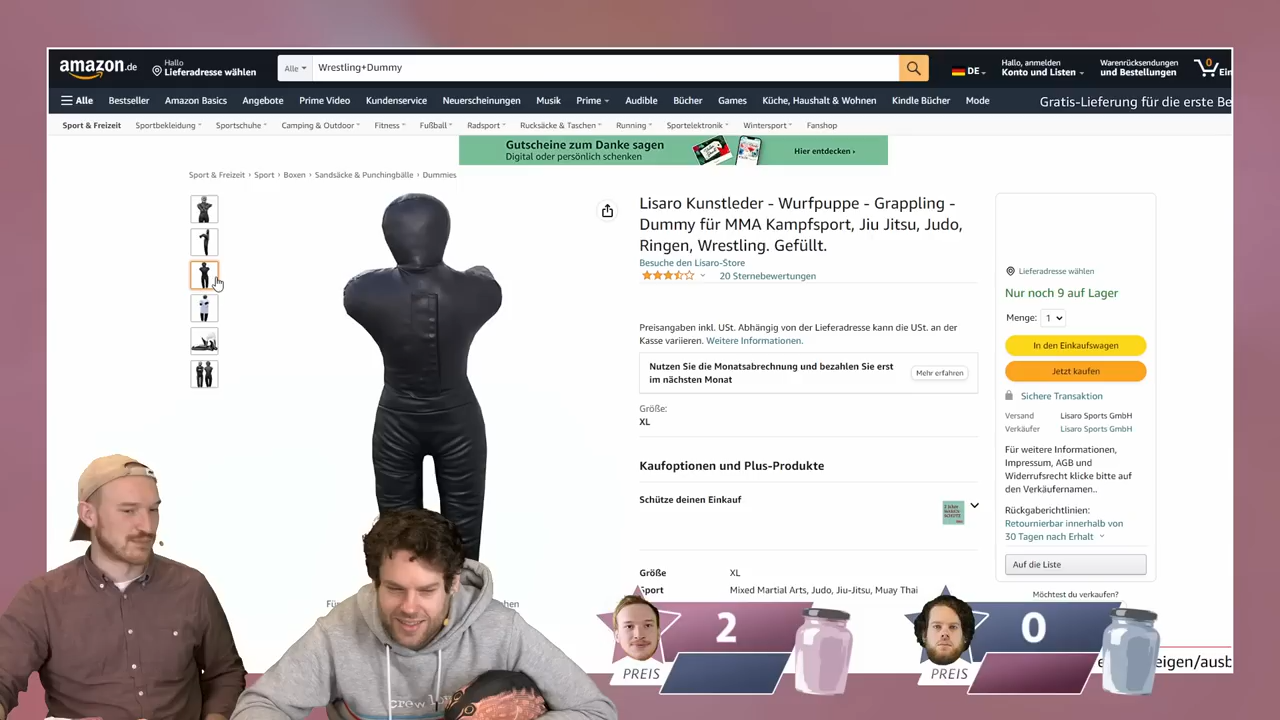 amazon.de
Hallo
Lieferadresse wählen
Alle
Wrestling+Dummy
DE
Hallo, anmelden
Konto und Listen
Warenrücksendungen
und Bestellungen
0
Alle
Bestseller
Amazon Basics
Angebote
Prime Video
Kundenservice
Neuerscheinungen
Musik
Prime
Audible
Bücher
Games
Küche, Haushalt & Wohnen
Kindle Bücher
Mode
Gratis-Lieferung für die erste Be
Sport & Freizeit
Sportbekleidung
Sportschuhe
Camping & Outdoor
Fitness
Fußball
Radsport
Rucksäcke & Taschen
Running
Sportelektronik
Wintersport
Fanshop
Gutscheine zum Danke sagen
Digital oder persönlich schenken
Hier entdecken ›
Sport & Freizeit › Sport › Boxen › Sandsäcke & Punchingbälle › Dummies
Lisaro Kunstleder - Wurfpuppe - Grappling -
Dummy für MMA Kampfsport, Jiu Jitsu, Judo,
Ringen, Wrestling. Gefüllt.
Besuche den Lisaro-Store
20 Sternebewertungen
Preisangaben inkl. USt. Abhängig von der Lieferadresse kann die USt. an der
Kasse variieren. Weitere Informationen.
Nutzen Sie die Monatsabrechnung und bezahlen Sie erst
im nächsten Monat
Mehr erfahren
Größe:
XL
Kaufoptionen und Plus-Produkte
Schütze deinen Einkauf
Größe XL
Sport Mixed Martial Arts, Judo, Jiu-Jitsu, Muay Thai
Lieferadresse wählen
Nur noch 9 auf Lager
Menge: 1
In den Einkaufswagen
Jetzt kaufen
Sichere Transaktion
Versand Lisaro Sports GmbH
Verkäufer Lisaro Sports GmbH
Für weitere Informationen,
Impressum, AGB und
Widerrufsrecht klicke bitte auf
den Verkäufernamen..
Rückgaberichtlinien:
Retournierbar innerhalb von
30 Tagen nach Erhalt
Auf die Liste
Möchtest du verkaufen?
2
PREIS
0
PREIS